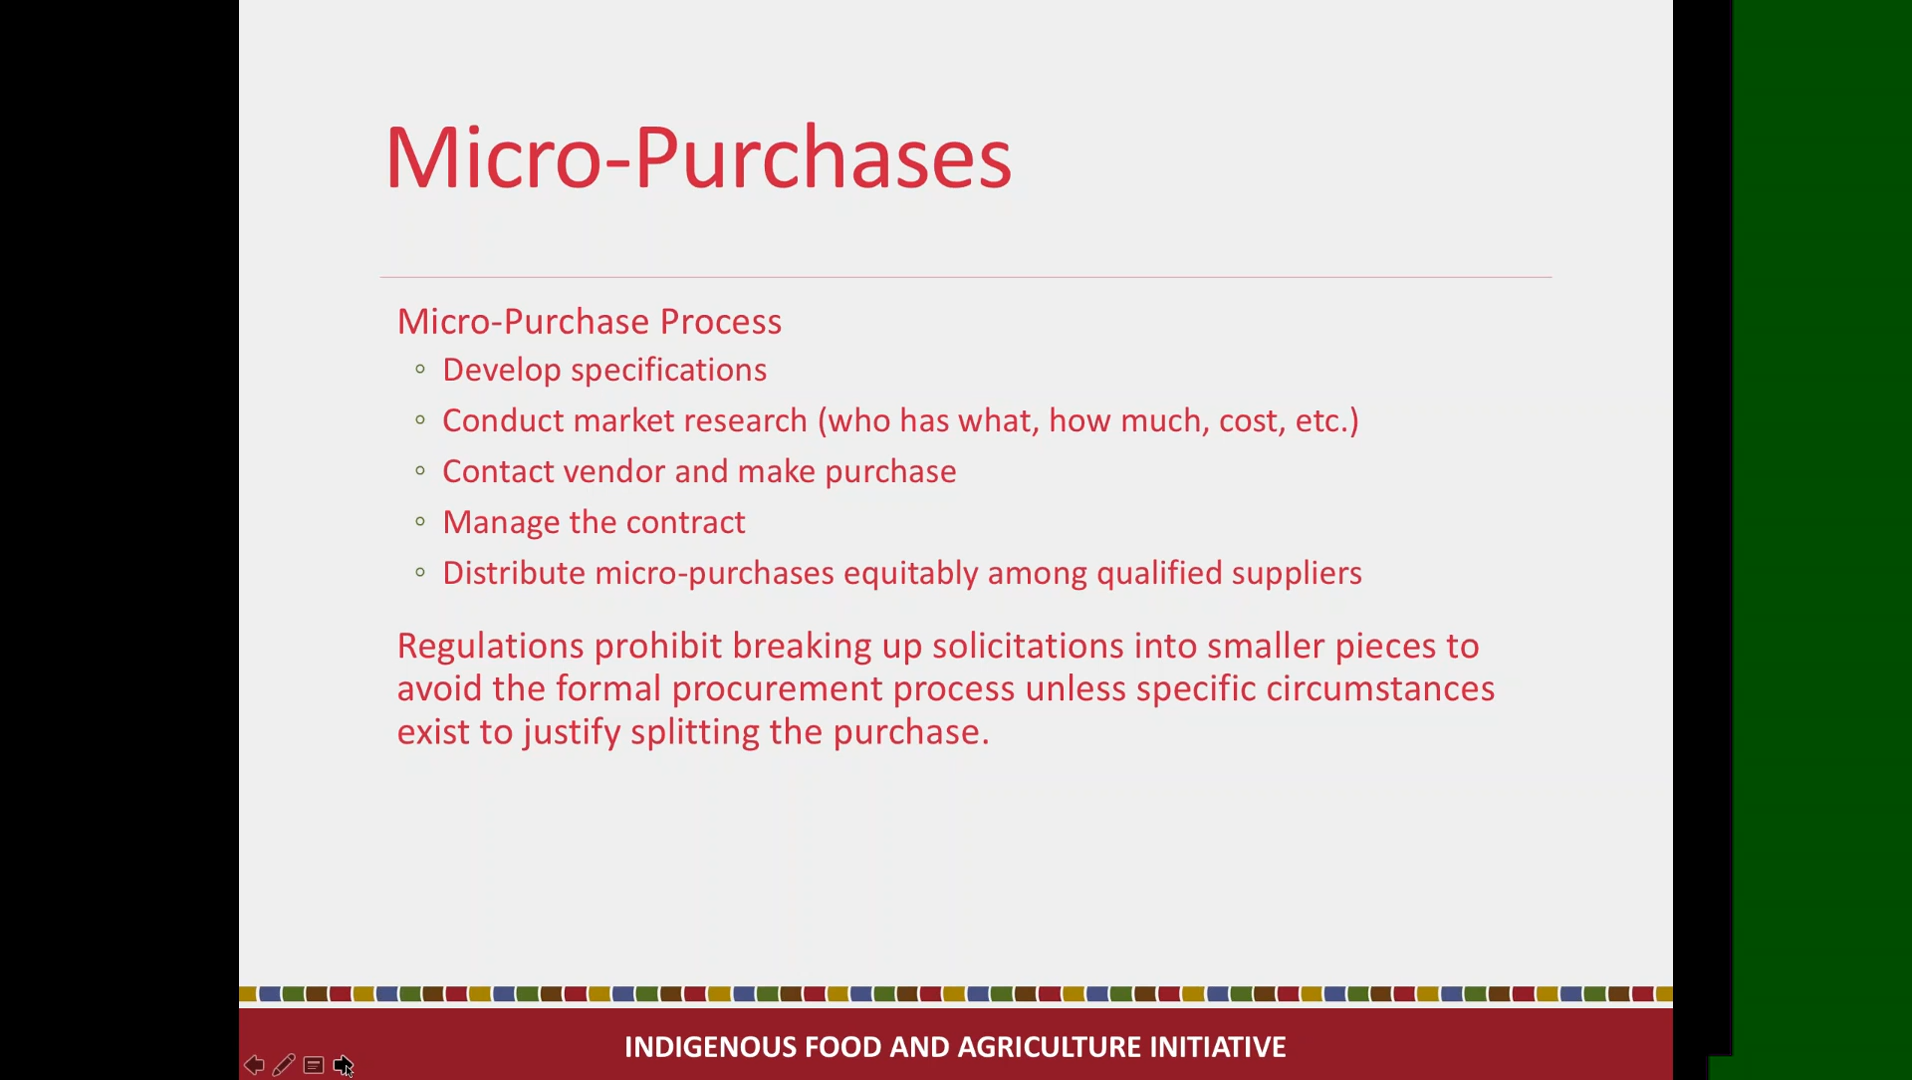 Micro-Purchases
Micro-Purchase Process
◦ Develop specifications
◦ Conduct market research (who has what, how much, cost, etc.)
◦ Contact vendor and make purchase
◦ Manage the contract
◦ Distribute micro-purchases equitably among qualified suppliers
Regulations prohibit breaking up solicitations into smaller pieces to
avoid the formal procurement process unless specific circumstances
exist to justify splitting the purchase.
INDIGENOUS FOOD AND AGRICULTURE INITIATIVE